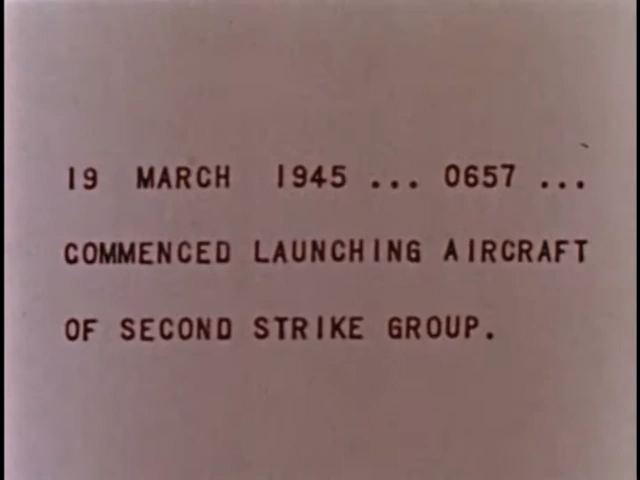 19 MARCH 1945 ... 0657 ...
COMMENCED LAUNCHING AIRCRAFT
OF SECOND STRIKE GROUP.